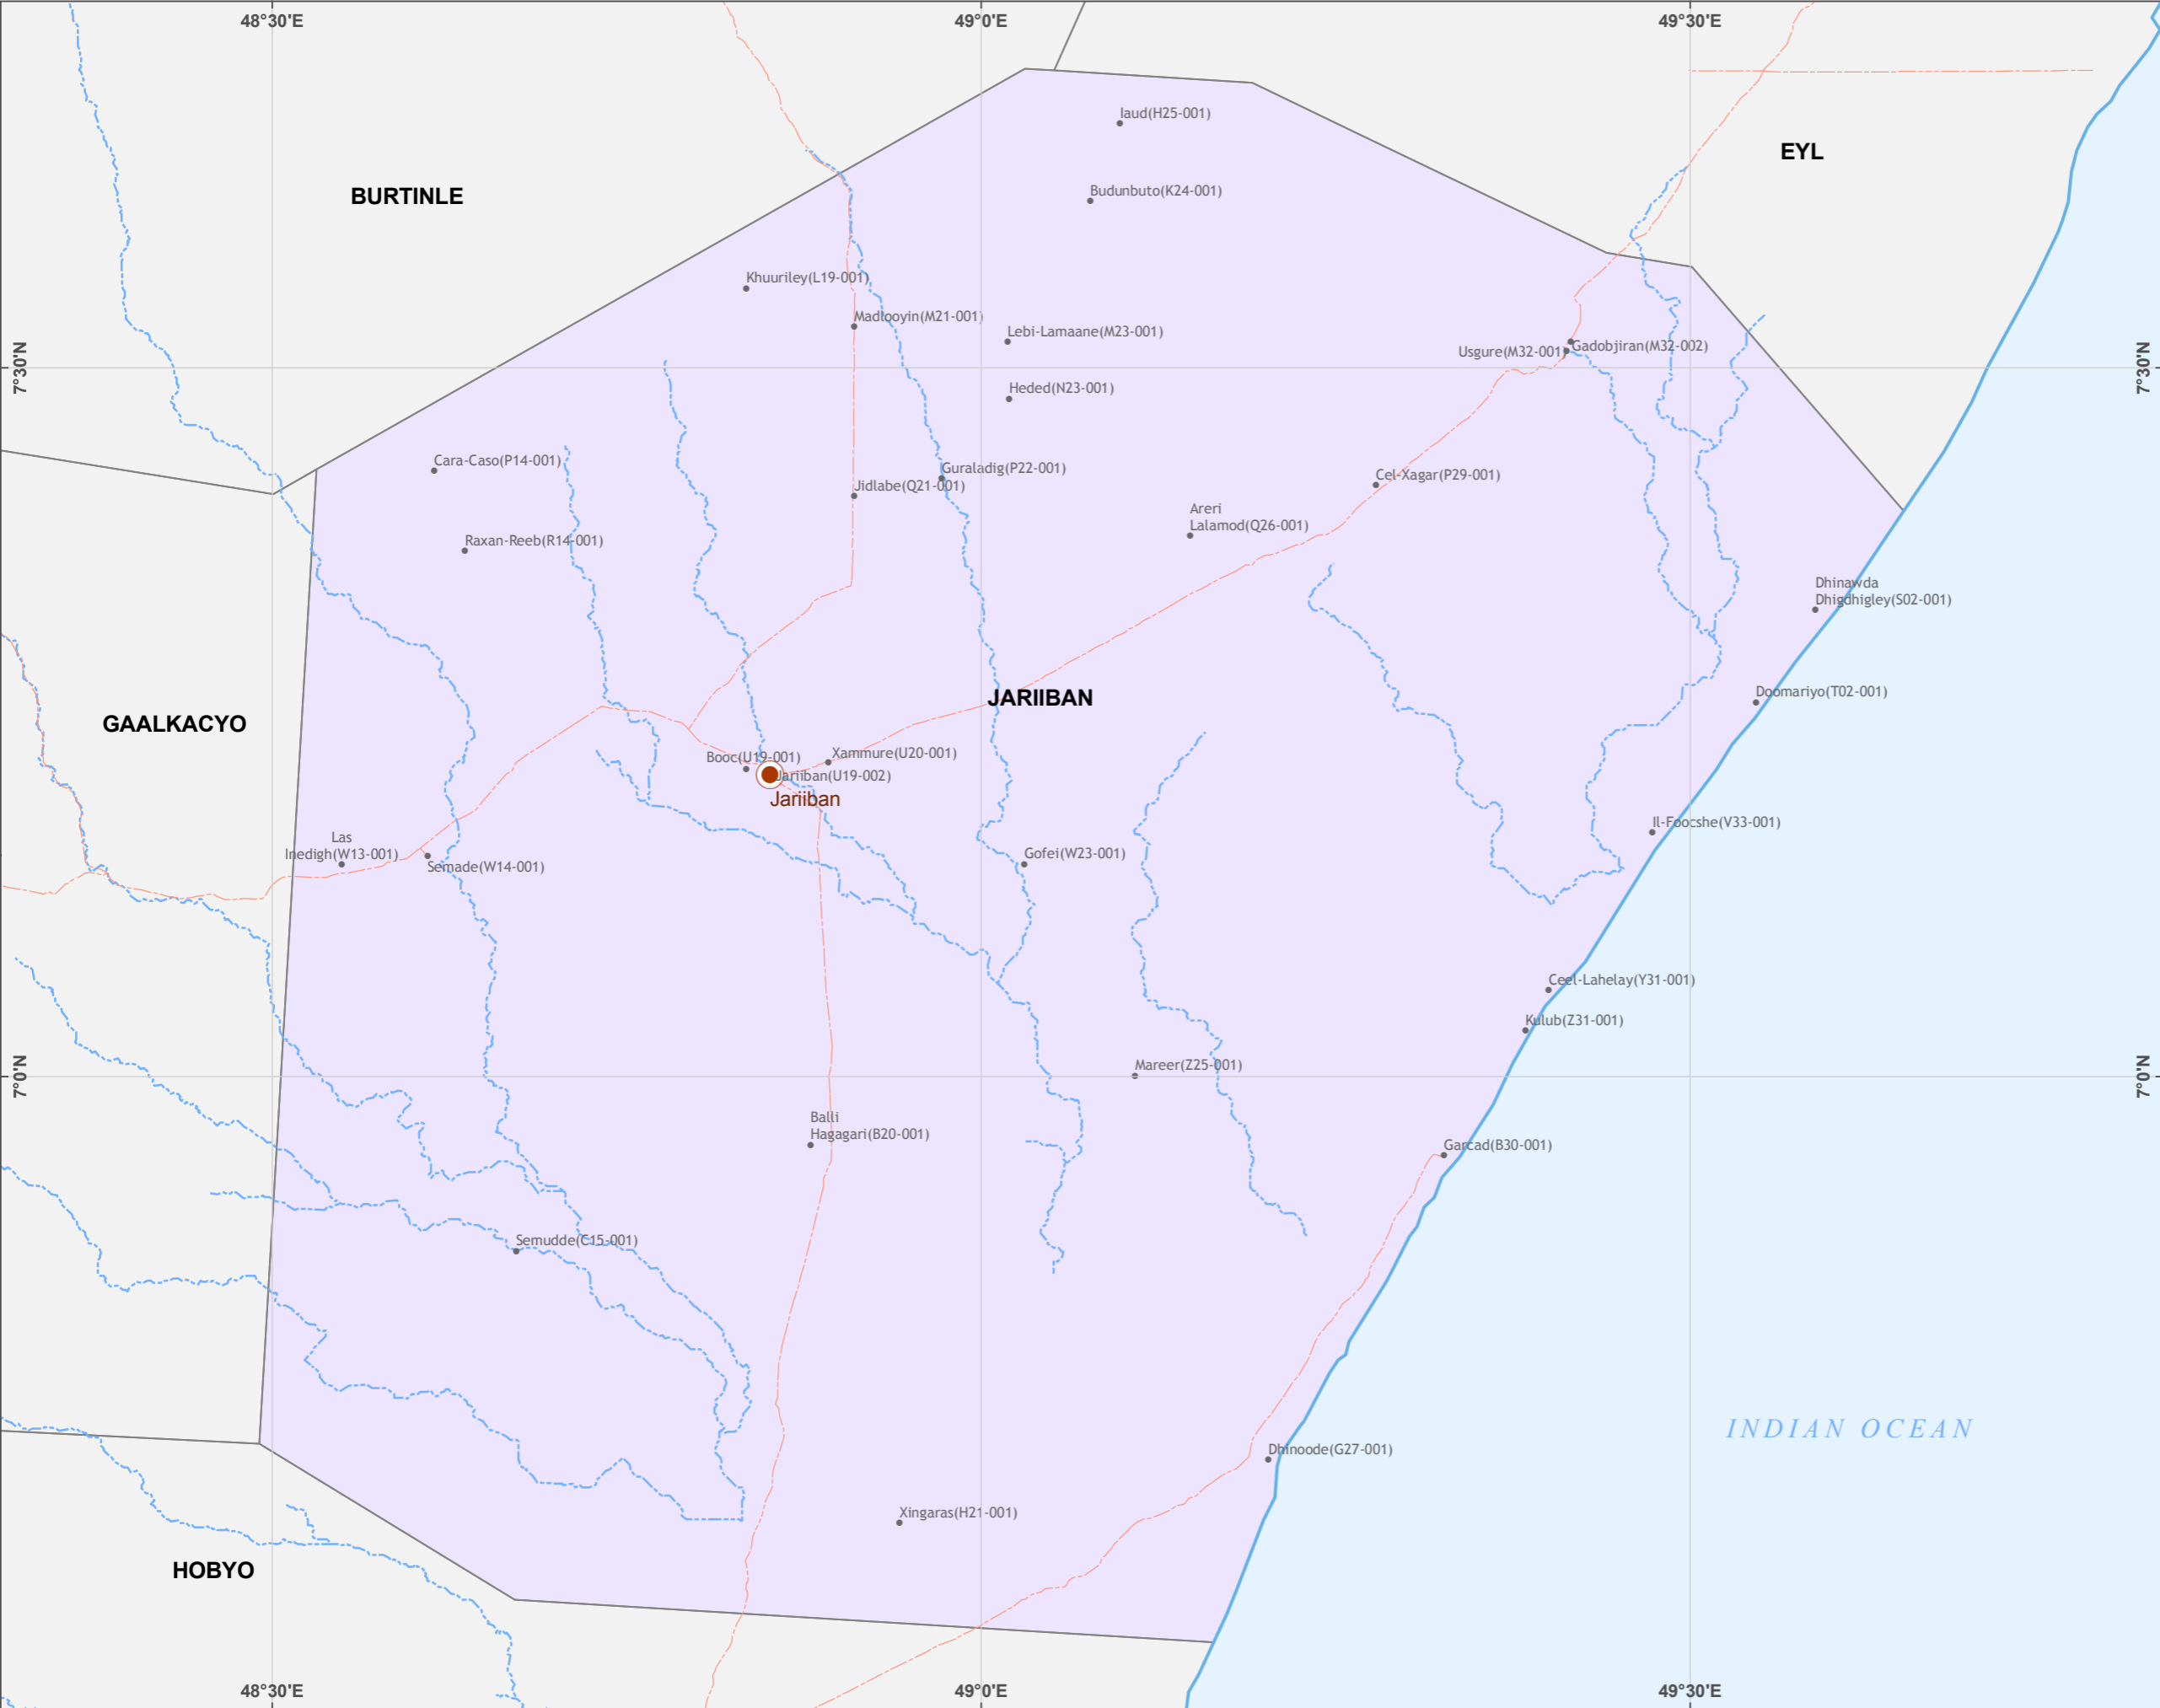 48°30'E
49°0'E
49°30'E
Iaud(H25-001)
EYL
BURTINLE
Budunbuto(K24-001)
Khuuriley(L19-001)
Madlooyin(M21-001)
Lebi-Lamaane(M23-001)
Usgure(M32-001)
Gadobjiran(M32-002)
7°30'N
7°30'N
Heded(N23-001)
Cara-Caso(P14-001)
Guraladig(P22-001)
Jidlabe(Q21-001)
Cel-Xagar(P29-001)
Areri
Lalamod(Q26-001)
Raxan-Reeb(R14-001)
Dhinawda
Dhigdhigley(S02-001)
Doomariyo(T02-001)
JARIIBAN
GAALKACYO
Booc(U19-001)
Xammure(U20-001)
Jariiban(U19-002)
Jariiban
Il-Foocshe(V33-001)
Las
Inedigh(W13-001)
Semade(W14-001)
Gofei(W23-001)
Ceel-Lahelay(Y31-001)
Kulub(Z31-001)
Mareer(Z25-001)
7°0'N
7°0'N
Balli
Hagagari(B20-001)
Garcad(B30-001)
Semudde(C15-001)
INDIAN OCEAN
Dhinoode(G27-001)
Xingaras(H21-001)
HOBYO
48°30'E
49°0'E
49°30'E